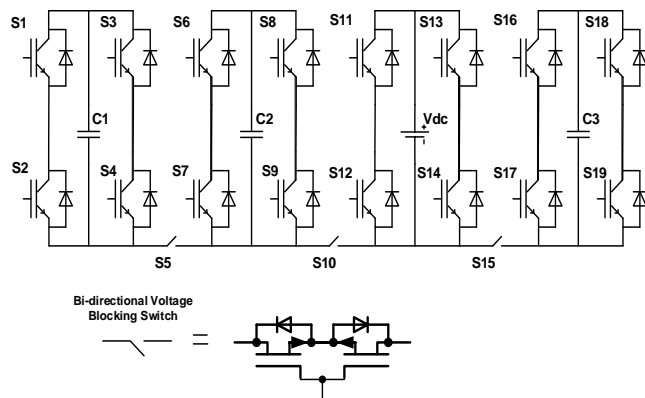 S1 S3 S6 S8 S11 S13 S16 S18
C1 C2 Vdc C3
+
-
S2 S4 S7 S9 S12 S14 S17 S19
S5 S10 S15
Bi-directional Voltage
Blocking Switch
=